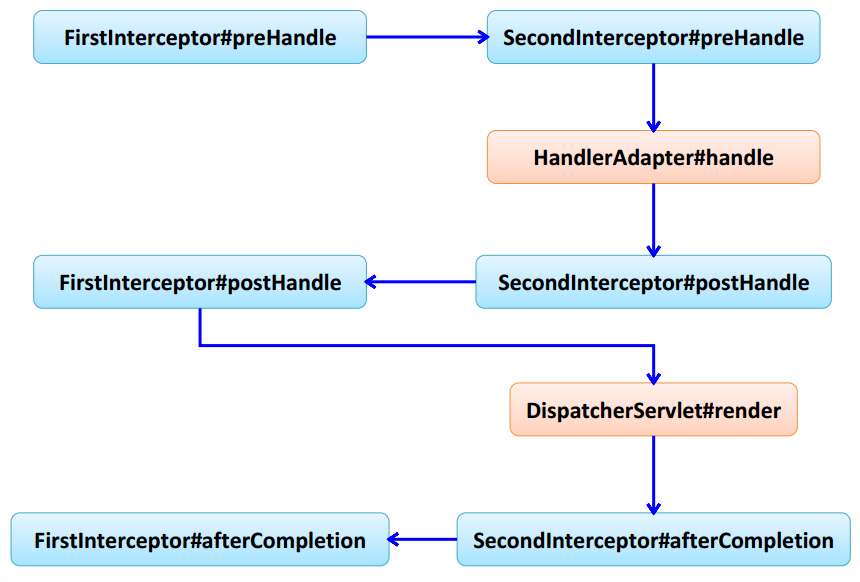 FirstInterceptor#preHandle
SecondInterceptor#preHandle
HandlerAdapter#handle
FirstInterceptor#postHandle
SecondInterceptor#postHandle
DispatcherServlet#render
FirstInterceptor#afterCompletion
SecondInterceptor#afterCompletion